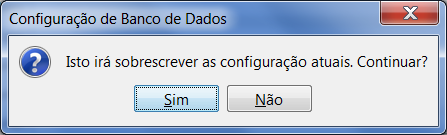 Configuração de Banco de Dados
Isto irá sobrescrever as configuração atuais. Continuar?
Sim Não